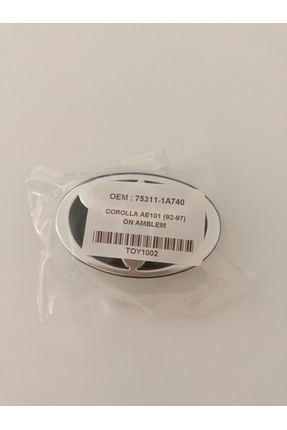 OEM : 75311-1A740
COROLLA AE101 (92-97)
ÖN AMBLEM
TOY1002